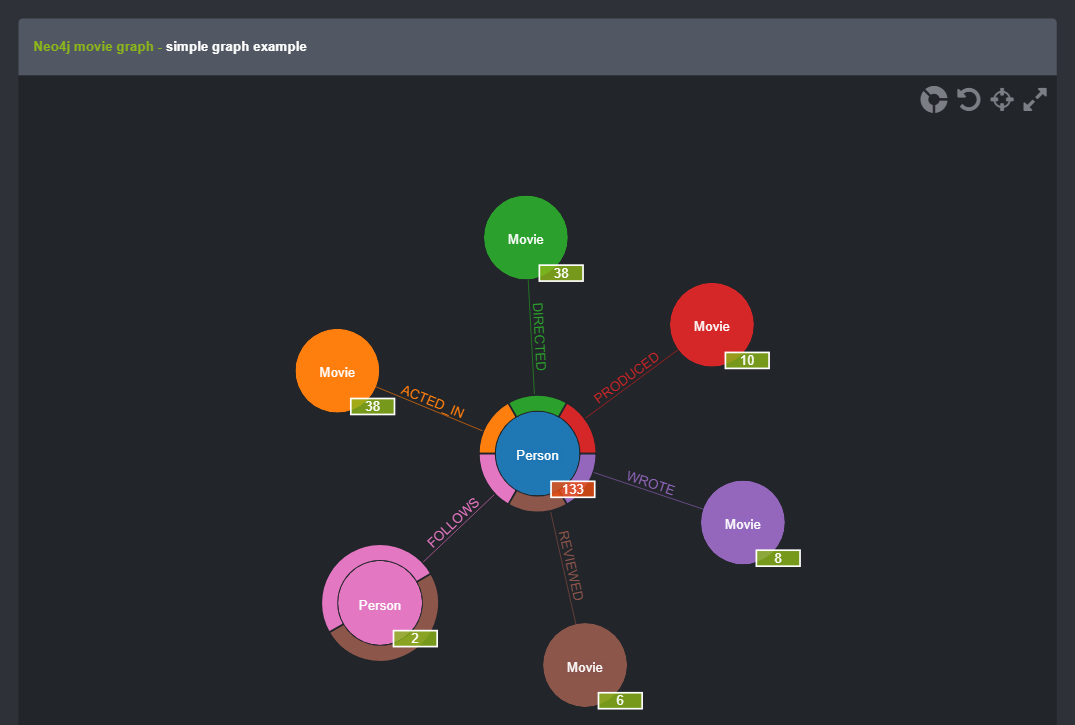 Neo4j movie graph - simple graph example
Movie
38
DIRECTED
Movie
10
PRODUCED
Movie
38
ACTED_IN
Person
133
WROTE
Movie
8
FOLLOWS
REVIEWED
Person
2
Movie
6